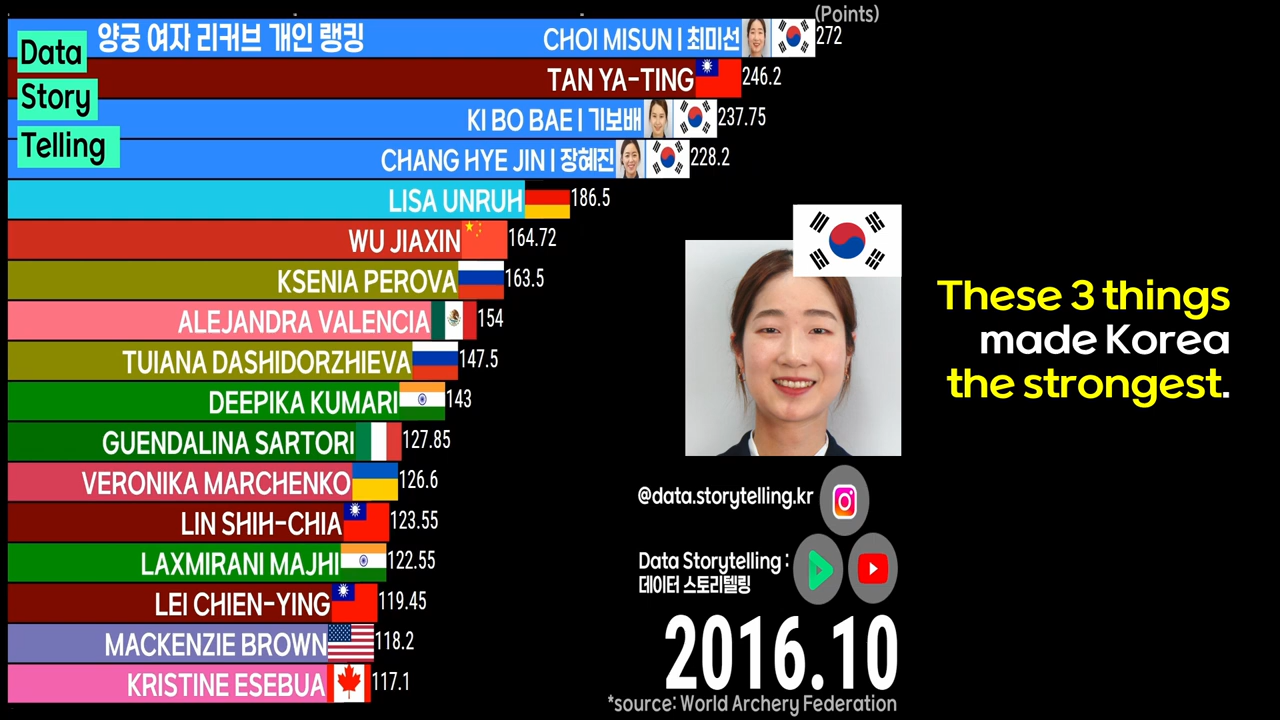 (Points)
Data
Story
Telling
양궁 여자 리커브 개인 랭킹
CHOI MISUN | 최미선 272
TAN YA-TING 246.2
KI BO BAE | 기보배 237.75
CHANG HYE JIN | 장혜진 228.2
LISA UNRUH 186.5
WU JIAXIN 164.72
KSENIA PEROVA 163.5
ALEJANDRA VALENCIA 154
TUIANA DASHIDORZHIEVA 147.5
DEEPIKA KUMARI 143
GUENDALINA SARTORI 127.85
VERONIKA MARCHENKO 126.6
LIN SHIH-CHIA 123.55
LAXMIRANI MAJHI 122.55
LEI CHIEN-YING 119.45
MACKENZIE BROWN 118.2
KRISTINE ESEBUA 117.1
These 3 things
made Korea
the strongest.
@data.storytelling.kr
Data Storytelling :
데이터 스토리텔링
2016.10
*source: World Archery Federation